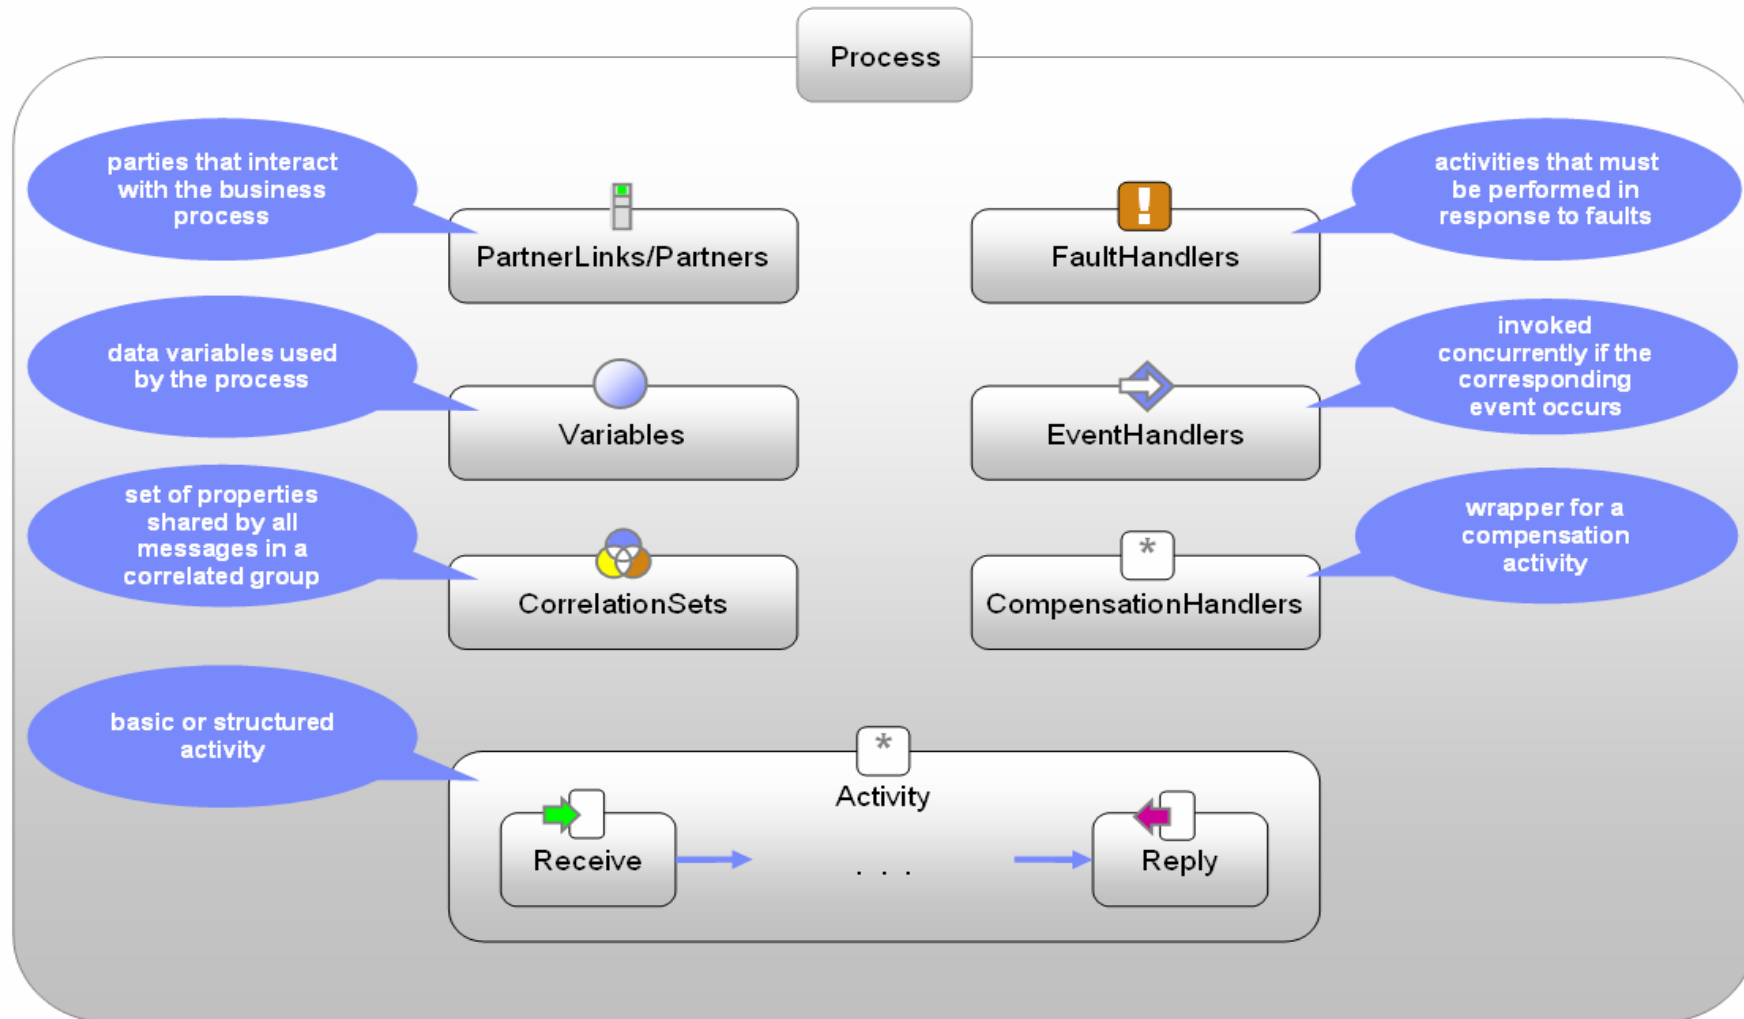 Process
parties that interact
with the business
process
PartnerLinks/Partners
activities that must
be performed in
response to faults
!
FaultHandlers
data variables used
by the process
Variables
invoked
concurrently if the
corresponding
event occurs
EventHandlers
set of properties
shared by all
messages in a
correlated group
CorrelationSets
wrapper for a
compensation
activity
*
CompensationHandlers
basic or structured
activity
*
Activity
Receive
. . .
Reply